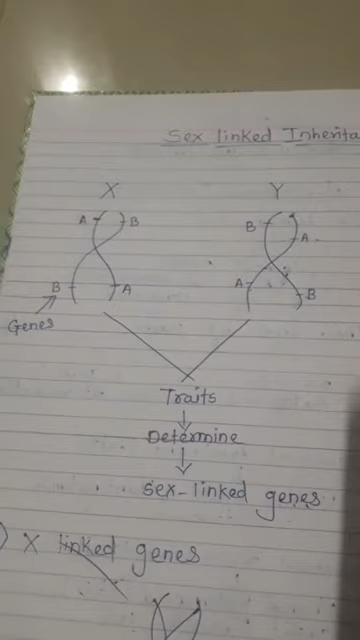 Sex linked Inherita
X Y
A B B A
B A A B
Genes
Traits
Determine
sex-linked genes
) X linked genes